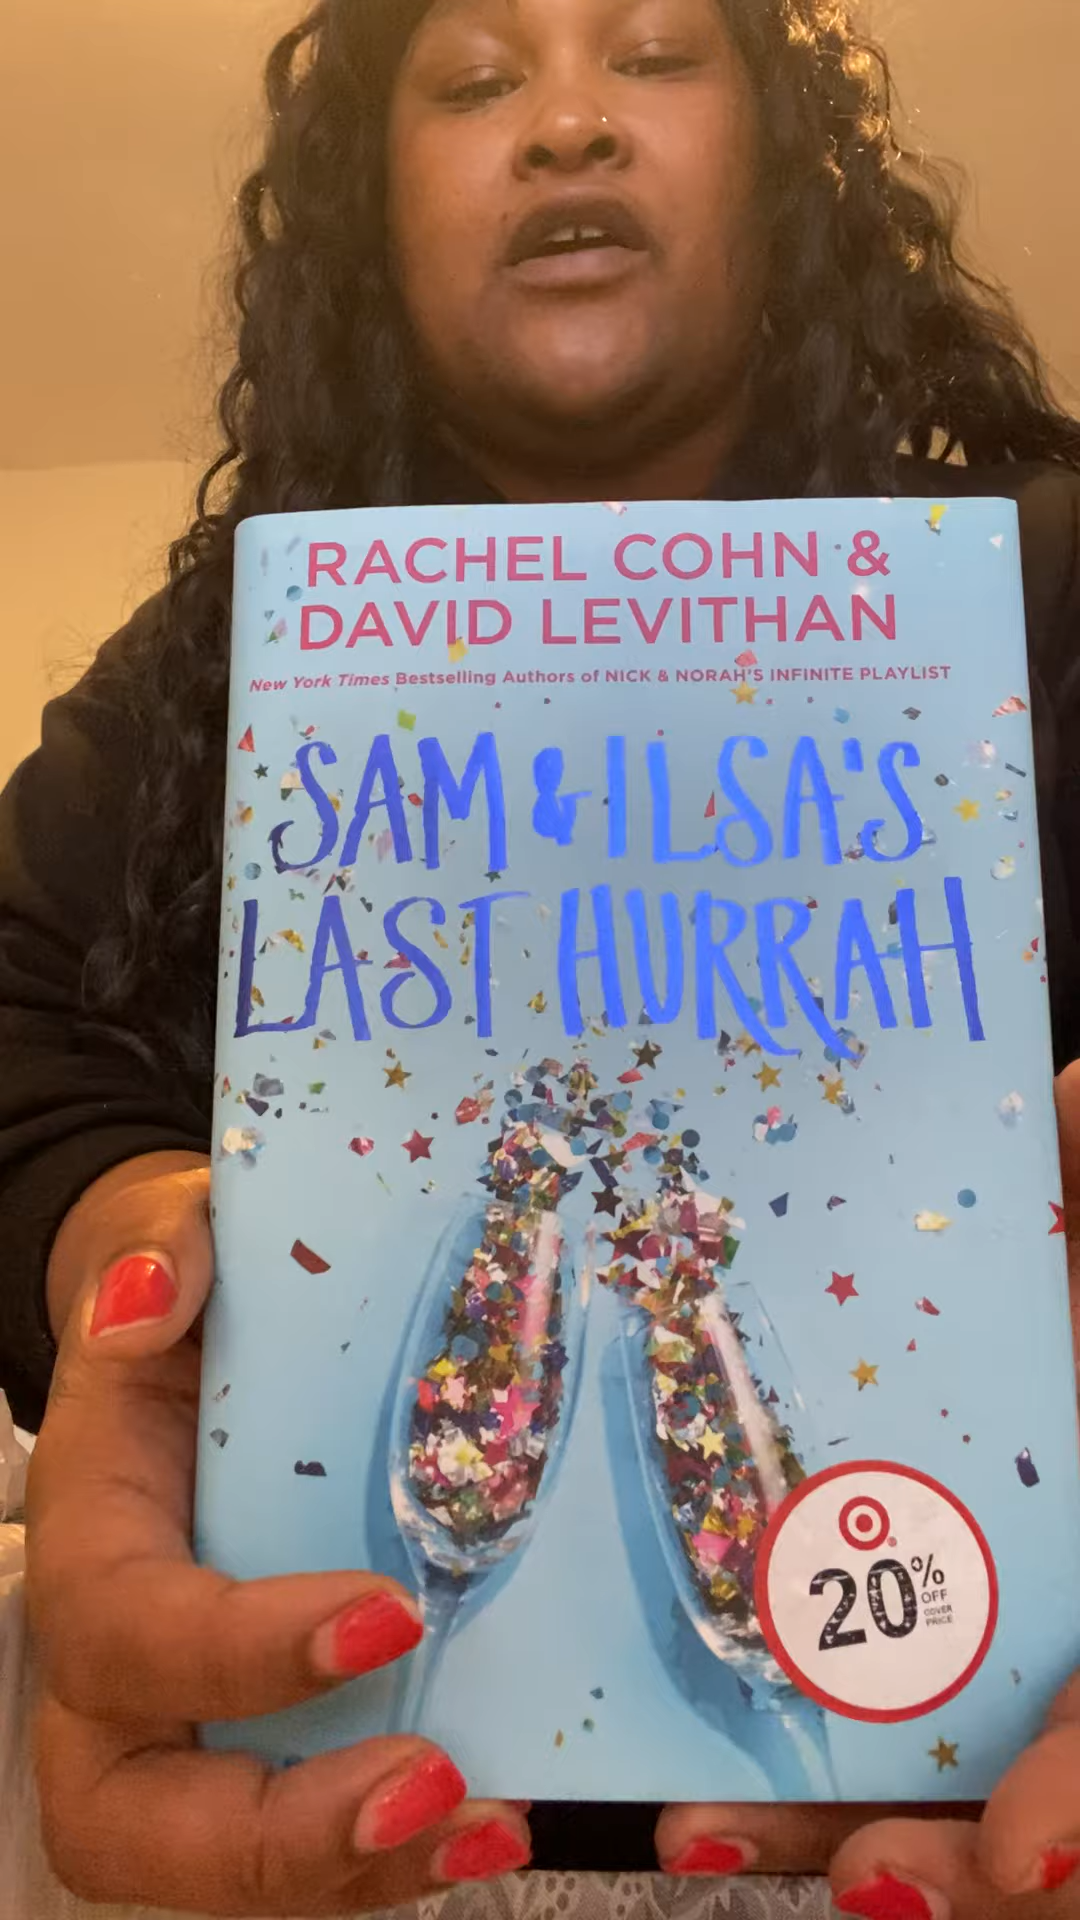 RACHEL COHN &
DAVID LEVITHAN
New York Times Bestselling Authors of NICK & NORAH'S INFINITE PLAYLIST
SAM & ILSA'S
LAST HURRAH
20%
OFF
COVER
PRICE